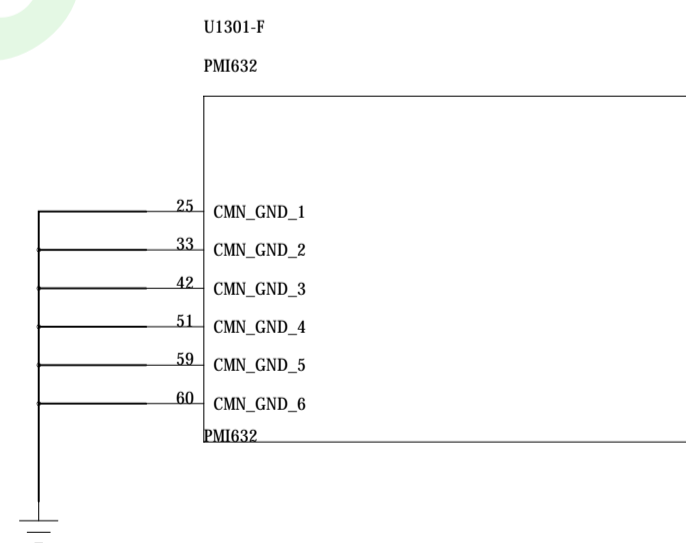 U1301-F
PMI632
25 CMN_GND_1
33 CMN_GND_2
42 CMN_GND_3
51 CMN_GND_4
59 CMN_GND_5
60 CMN_GND_6
PMI632